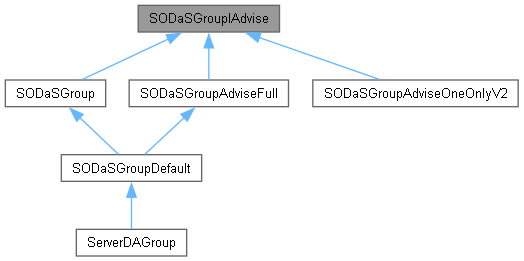 SODaSGroupIAdvise
SODaSGroup
SODaSGroupAdviseFull
SODaSGroupAdviseOneOnlyV2
SODaSGroupDefault
ServerDAGroup